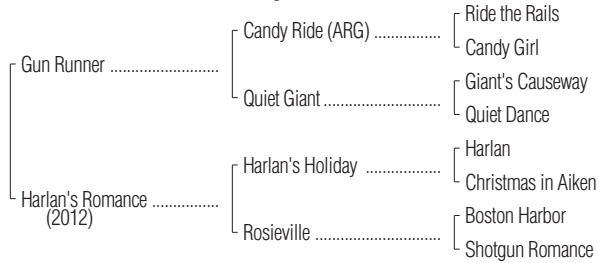 Ride the Rails
Candy Ride (ARG) ................
Candy Girl
Gun Runner ..........................
Giant's Causeway
Quiet Giant ............................
Quiet Dance
Harlan
Harlan's Holiday ..................
Christmas in Aiken
Harlan's Romance ...................
(2012)
Boston Harbor
Rosieville ..............................
Shotgun Romance